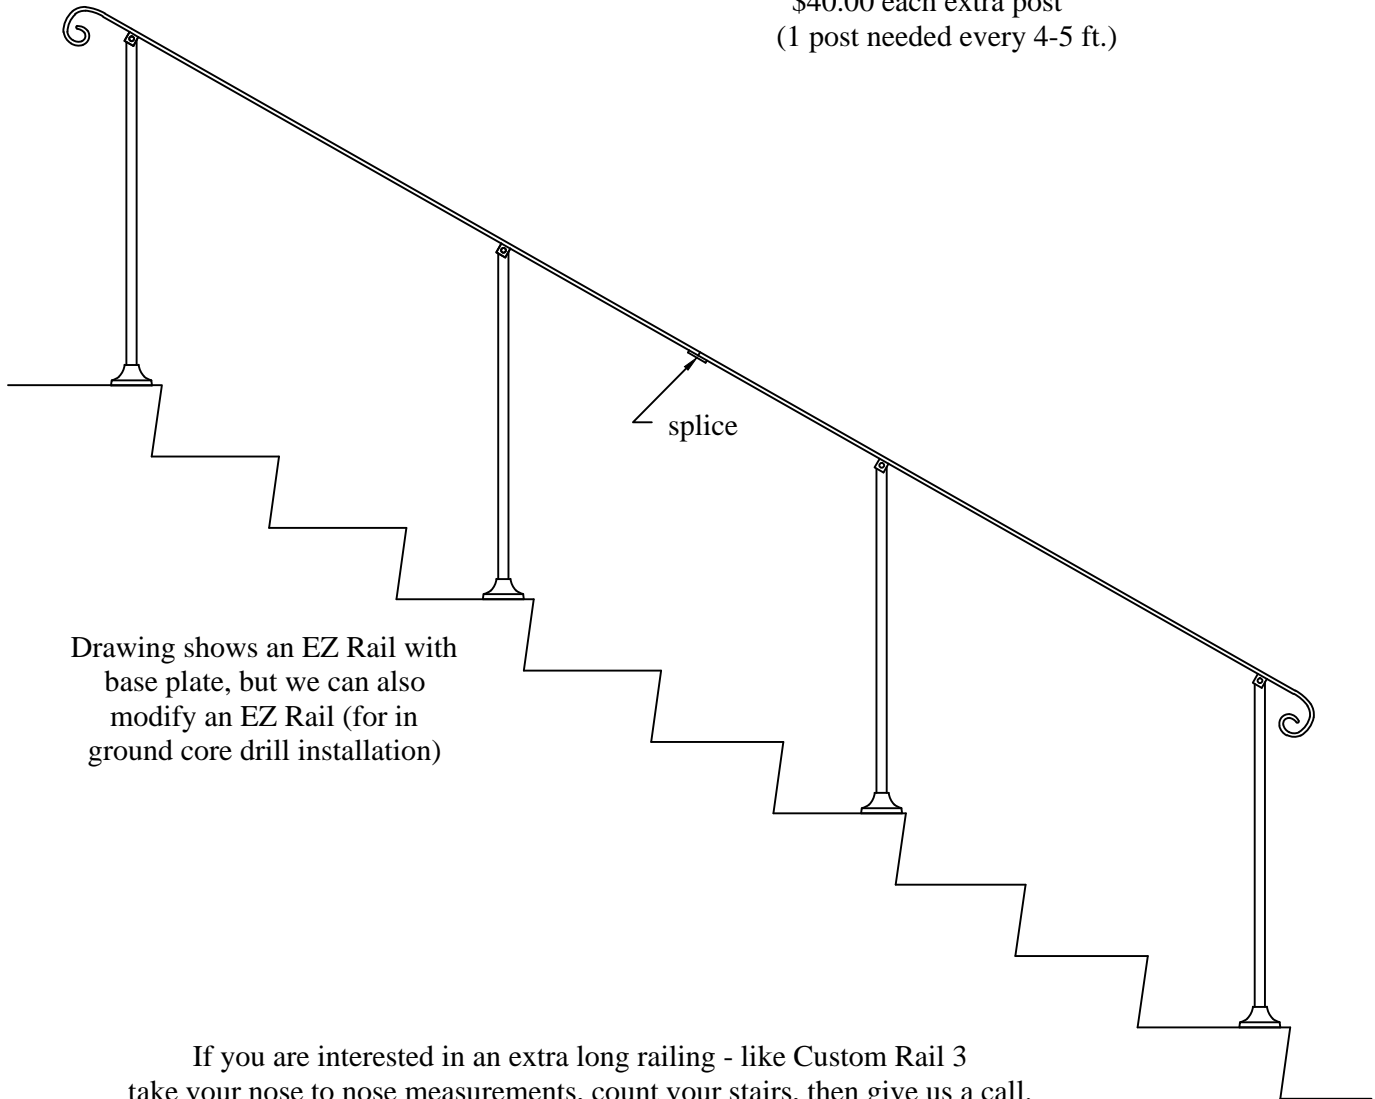 $40.00 each extra post
(1 post needed every 4-5 ft.)
splice
Drawing shows an EZ Rail with
base plate, but we can also
modify an EZ Rail (for in
ground core drill installation)
If you are interested in an extra long railing - like Custom Rail 3
take your nose to nose measurements, count your stairs, then give us a call.